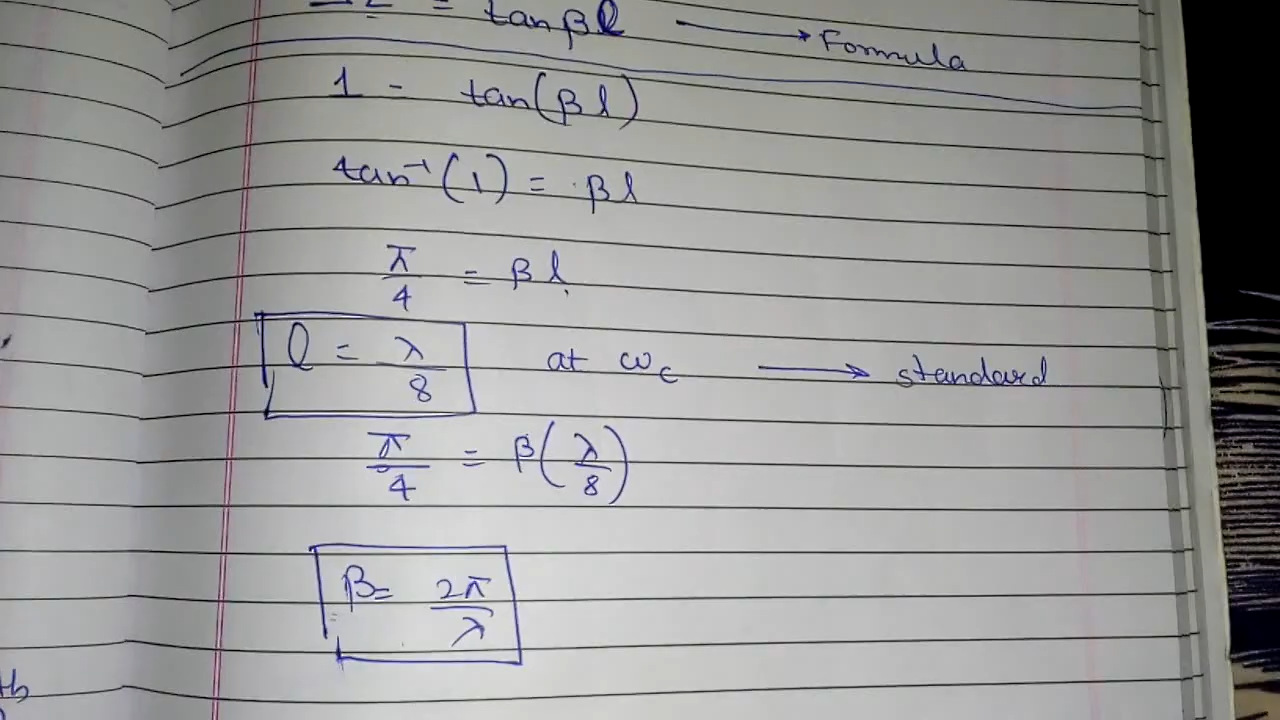 = tan βl → Formula
1 = tan(βl)
tan⁻¹(1) = βl
π/4 = βl
l = λ/8 at ωc → standard
π/4 = β(λ/8)
β = 2π/λ